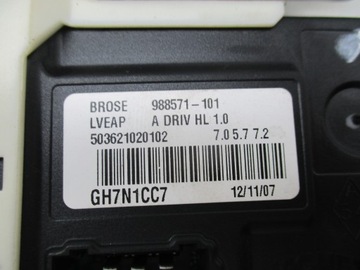 BROSE 988571-101
LVEAP A DRIV HL 1.0
503621020102 7.0 5.7 7.2
GH7N1CC7 12/11/07